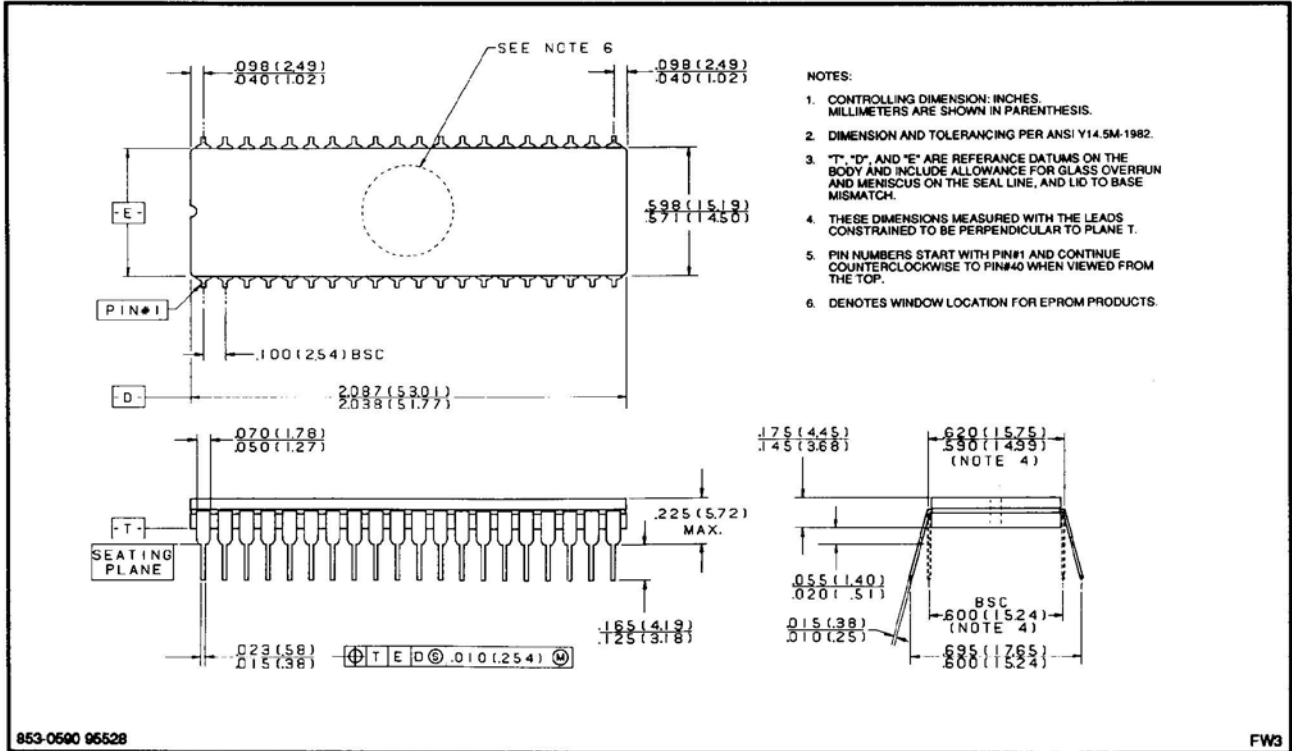 SEE NOTE 6
.098(2.49)
.040(1.02)
.098(2.49)
.040(1.02)
-E-
.598(15.19)
.571(14.50)
PIN#1
.100(2.54)BSC
-D-
2.087(53.01)
2.038(51.77)
NOTES:
1. CONTROLLING DIMENSION: INCHES.
MILLIMETERS ARE SHOWN IN PARENTHESIS.
2. DIMENSION AND TOLERANCING PER ANSI Y14.5M-1982.
3. "T", "D", AND "E" ARE REFERANCE DATUMS ON THE
BODY AND INCLUDE ALLOWANCE FOR GLASS OVERRUN
AND MENISCUS ON THE SEAL LINE, AND LID TO BASE
MISMATCH.
4. THESE DIMENSIONS MEASURED WITH THE LEADS
CONSTRAINED TO BE PERPENDICULAR TO PLANE T.
5. PIN NUMBERS START WITH PIN#1 AND CONTINUE
COUNTERCLOCKWISE TO PIN#40 WHEN VIEWED FROM
THE TOP.
6. DENOTES WINDOW LOCATION FOR EPROM PRODUCTS.
.070(1.78)
.050(1.27)
-T-
SEATING
PLANE
.225(5.72)
MAX.
.165(4.19)
.125(3.18)
.023(.58)
.015(.38)
⌖ T E D Ⓢ .010(.254) Ⓜ
.175(4.45)
.145(3.68)
.620(15.75)
.590(14.99)
(NOTE 4)
.055(1.40)
.020(.51)
BSC
.600(15.24)
(NOTE 4)
.015(.38)
.010(.25)
.695(17.65)
.600(15.24)
853-0590 95528
FW3